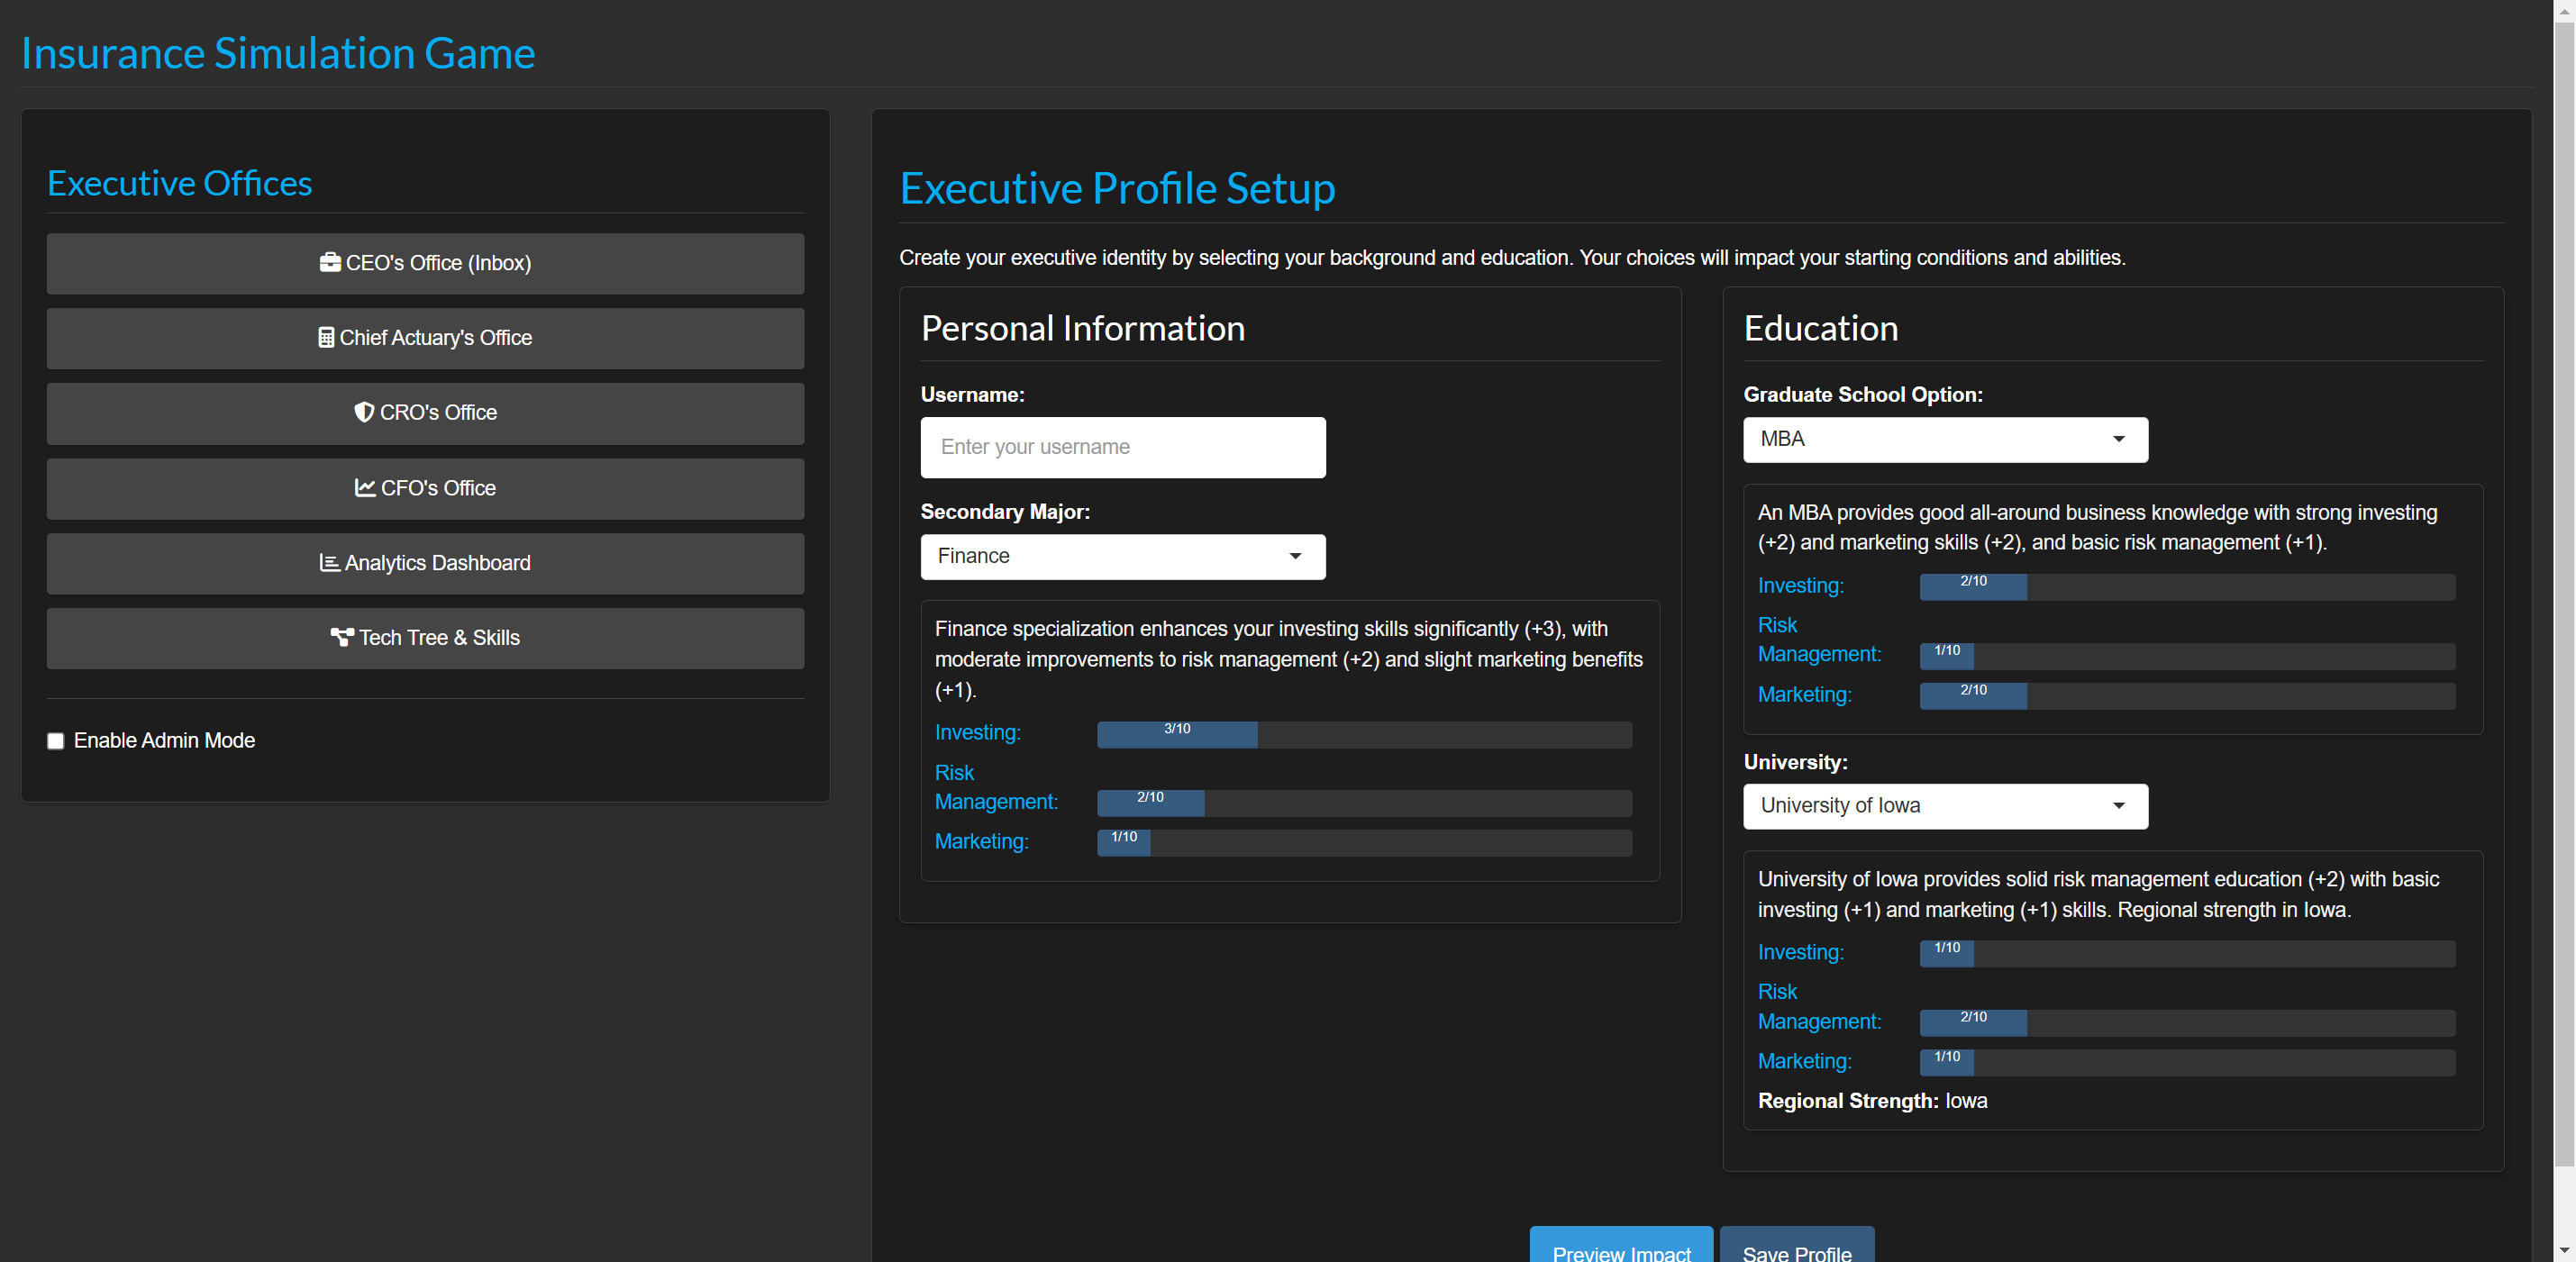 Insurance Simulation Game
Executive Offices
CEO's Office (Inbox)
Chief Actuary's Office
CRO's Office
CFO's Office
Analytics Dashboard
Tech Tree & Skills
Enable Admin Mode
Executive Profile Setup
Create your executive identity by selecting your background and education. Your choices will impact your starting conditions and abilities.
Personal Information
Username:
Enter your username
Secondary Major:
Finance
Finance specialization enhances your investing skills significantly (+3), with
moderate improvements to risk management (+2) and slight marketing benefits
(+1).
Investing:
3/10
Risk
Management:
2/10
Marketing:
1/10
Education
Graduate School Option:
MBA
An MBA provides good all-around business knowledge with strong investing
(+2) and marketing skills (+2), and basic risk management (+1).
Investing:
2/10
Risk
Management:
1/10
Marketing:
2/10
University:
University of Iowa
University of Iowa provides solid risk management education (+2) with basic
investing (+1) and marketing (+1) skills. Regional strength in Iowa.
Investing:
1/10
Risk
Management:
2/10
Marketing:
1/10
Regional Strength: Iowa
Preview Impact
Save Profile